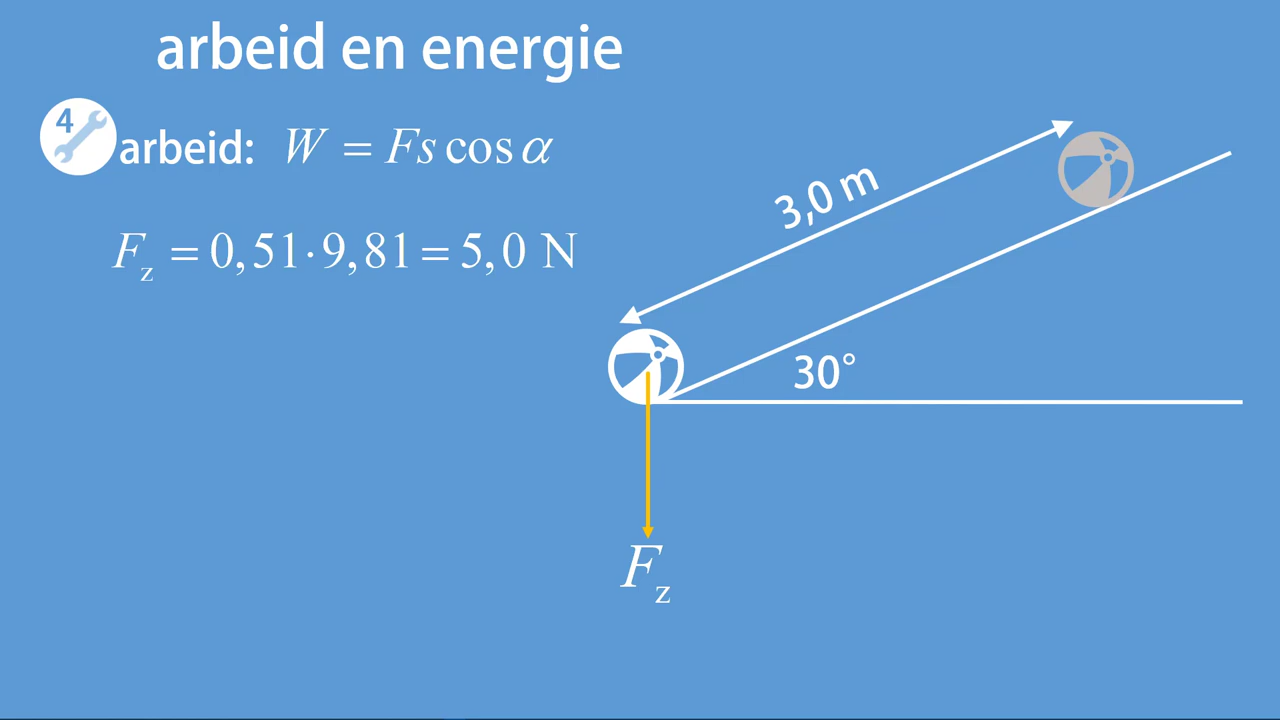 arbeid en energie
4
arbeid: W = Fs cos α
3,0 m
F_z = 0,51·9,81 = 5,0 N
30°
F_z